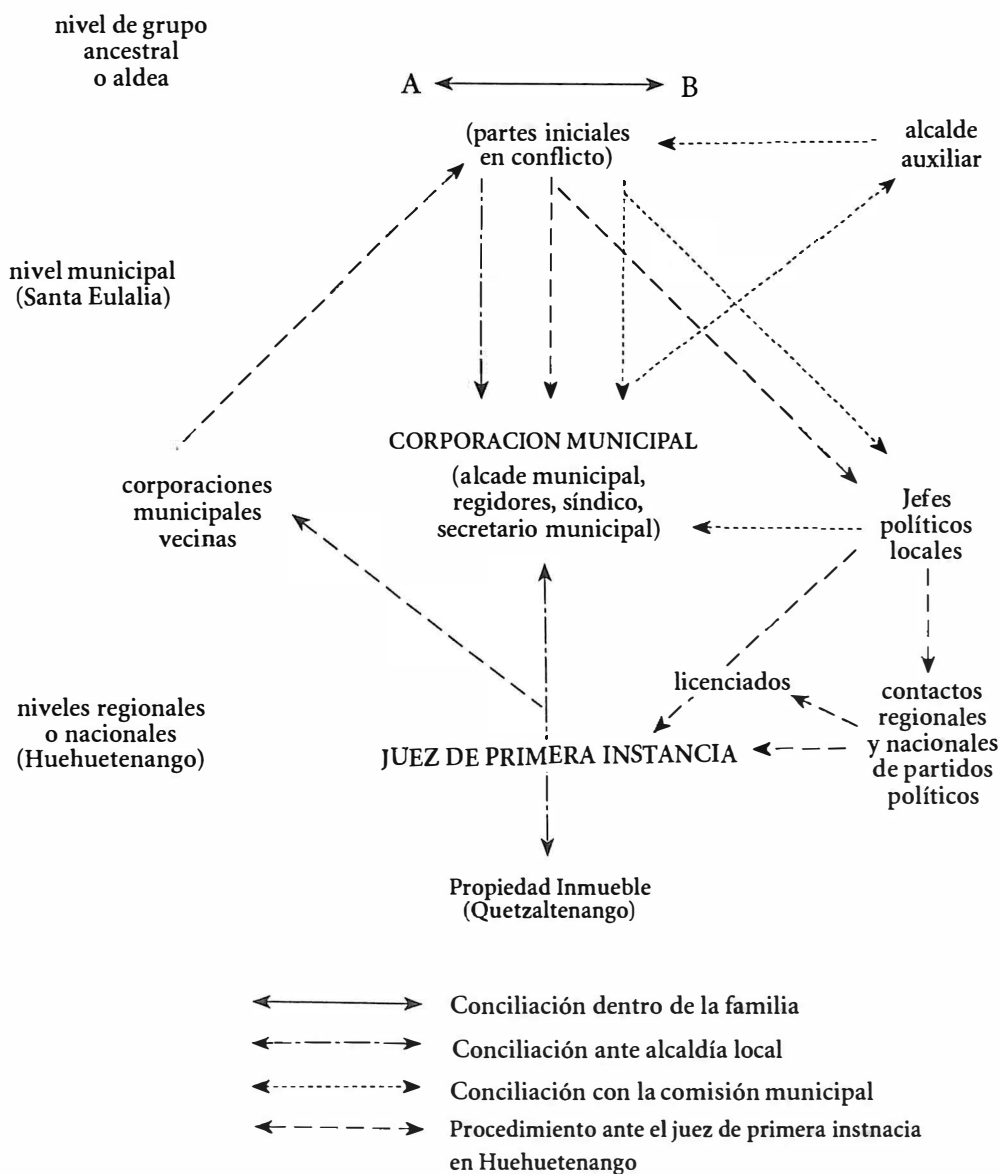 nivel de grupo
ancestral
o aldea
A
B
(partes iniciales
en conflicto)
alcalde
auxiliar
nivel municipal
(Santa Eulalia)
CORPORACION MUNICIPAL
(alcade municipal,
regidores, síndico,
secretario municipal)
corporaciones
municipales
vecinas
Jefes
políticos
locales
niveles regionales
o nacionales
(Huehuetenango)
licenciados
contactos
regionales
y nacionales
de partidos
políticos
JUEZ DE PRIMERA INSTANCIA
Propiedad Inmueble
(Quetzaltenango)
Conciliación dentro de la familia
Conciliación ante alcaldía local
Conciliación con la comisión municipal
Procedimiento ante el juez de primera instnacia
en Huehuetenango